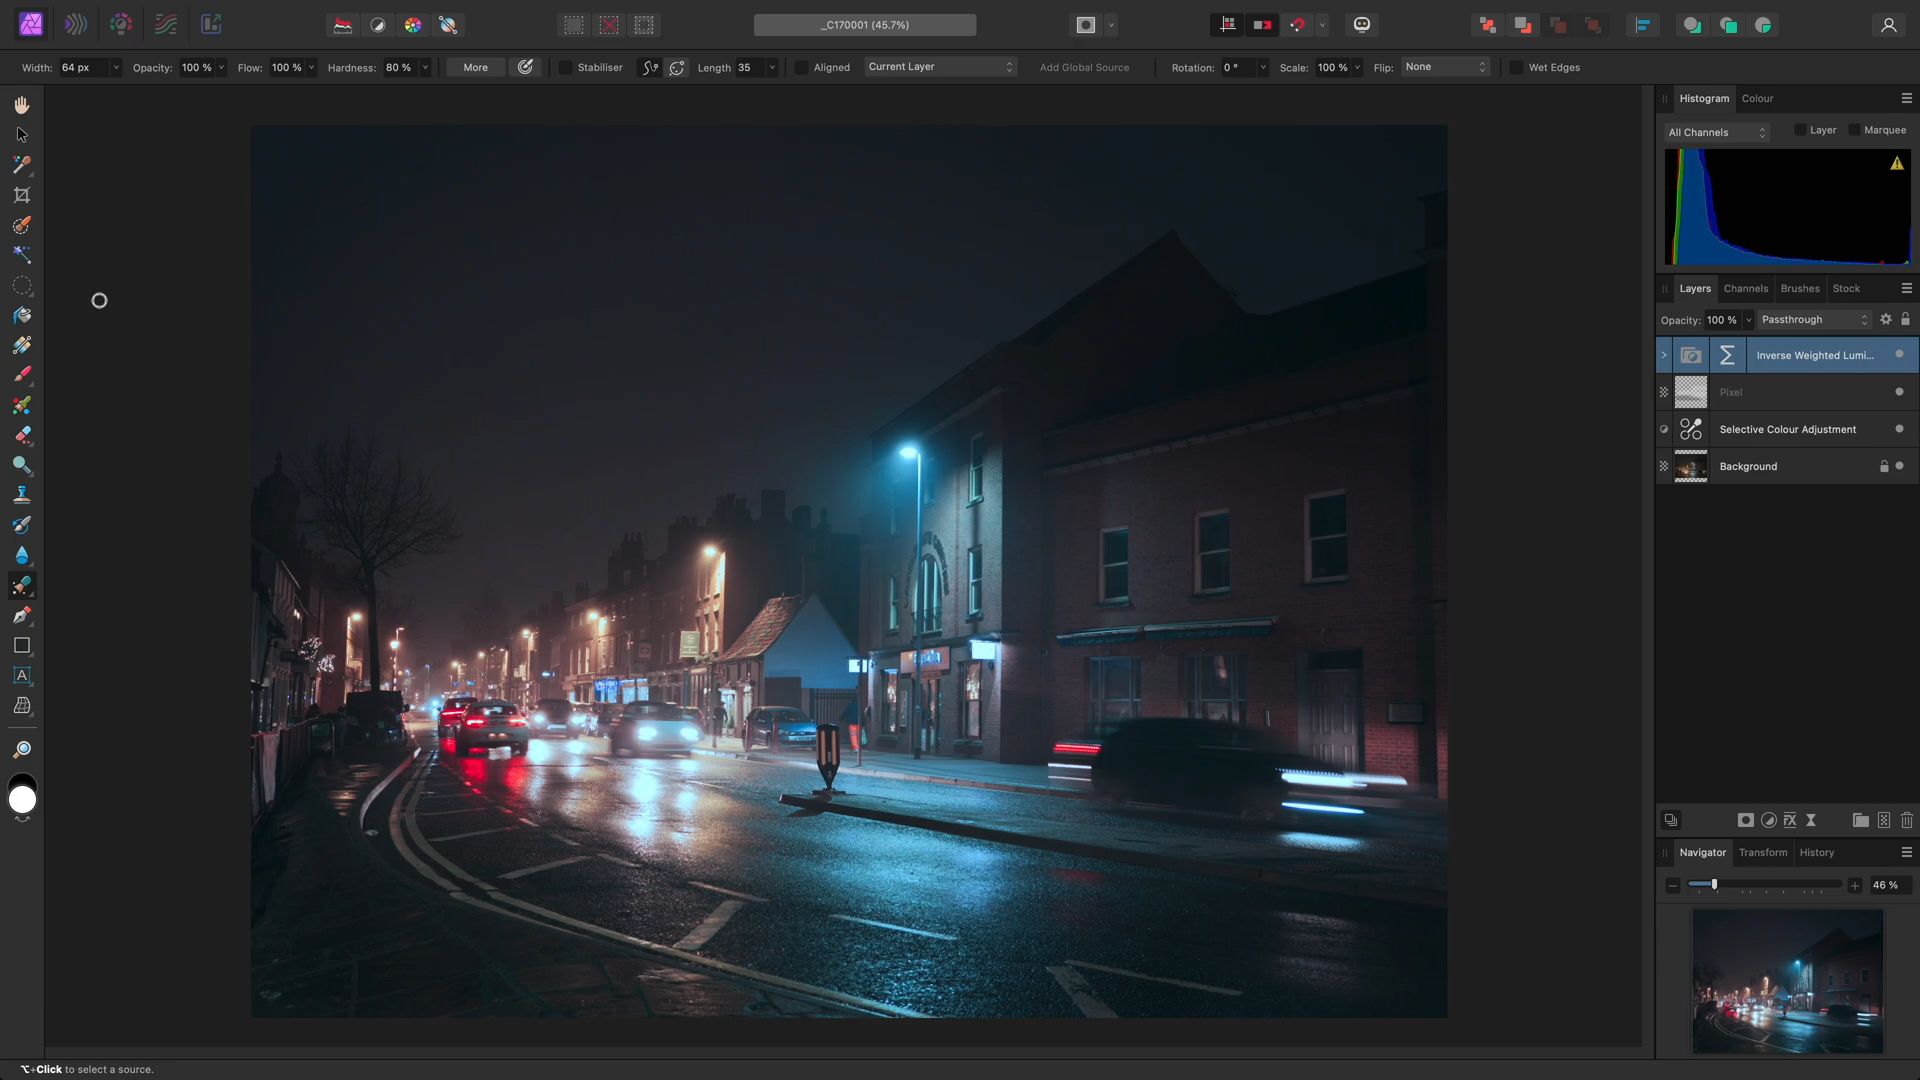 _C170001 (45.7%)
Width: 64 px Opacity: 100 % Flow: 100 % Hardness: 80 % More Stabiliser Length 35 Aligned Current Layer Add Global Source Rotation: 0 ° Scale: 100 % Flip: None Wet Edges
Histogram Colour
All Channels Layer Marquee
Layers Channels Brushes Stock
Opacity: 100 % Passthrough
Inverse Weighted Lumi...
Pixel
Selective Colour Adjustment
Background
Navigator Transform History
46 %
⌥+Click to select a source.